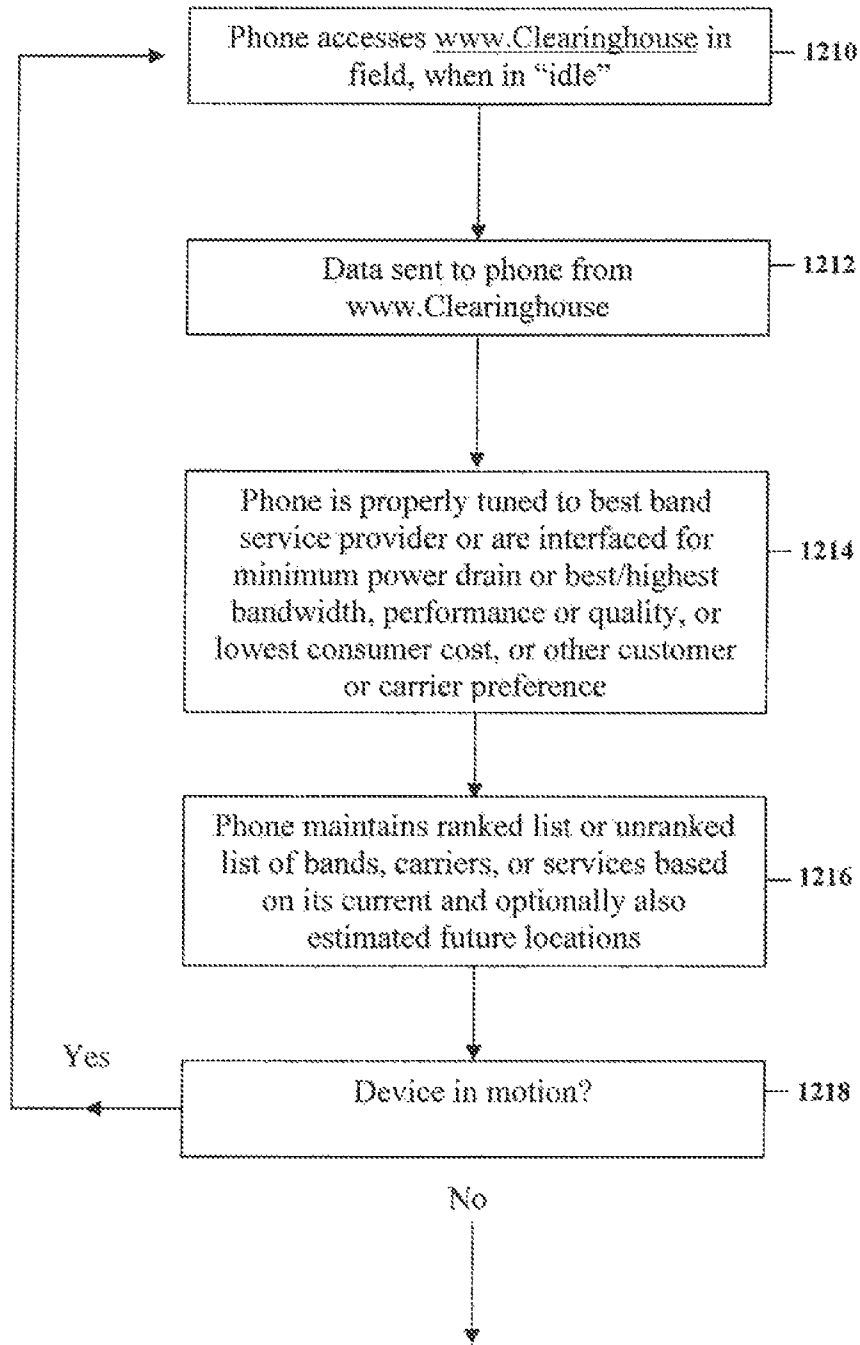 Phone accesses www.Clearinghouse in
field, when in “idle”
1210
Data sent to phone from
www.Clearinghouse
1212
Phone is properly tuned to best band
service provider or are interfaced for
minimum power drain or best/highest
bandwidth, performance or quality, or
lowest consumer cost, or other customer
or carrier preference
1214
Phone maintains ranked list or unranked
list of bands, carriers, or services based
on its current and optionally also
estimated future locations
1216
Yes
Device in motion?
1218
No